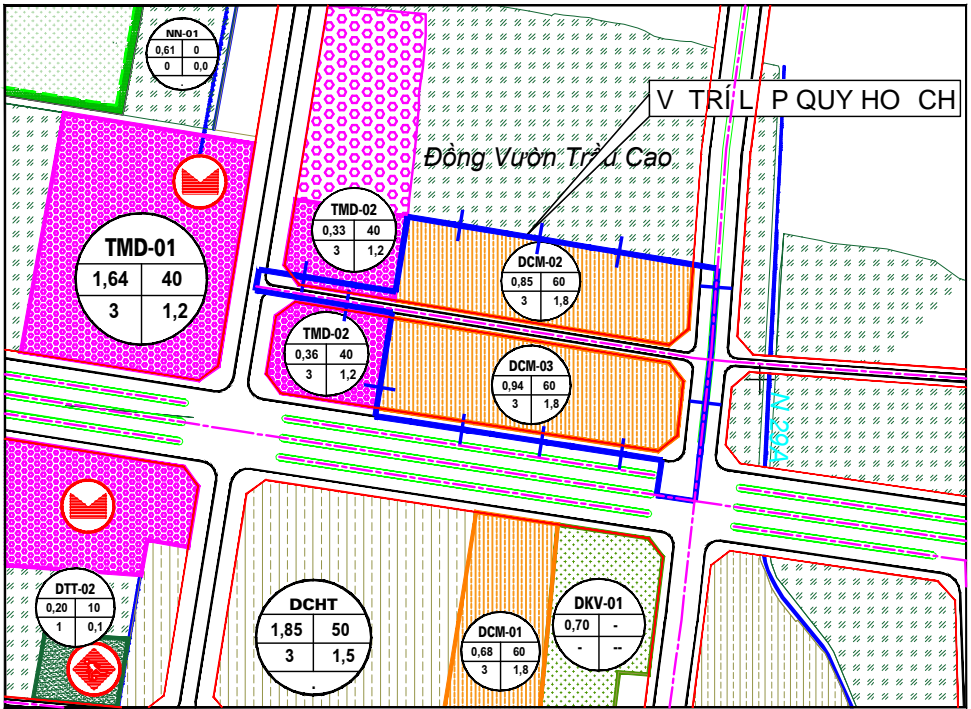 NN-01
0,61 0
0 0,0
V TRÍ L P QUY HO CH
Đồng Vườn Trầu Cao
TMD-02
0,33 40
3 1,2
TMD-01
1,64 40
3 1,2
DCM-02
0,85 60
3 1,8
TMD-02
0,36 40
3 1,2
DCM-03
0,94 60
3 1,8
N 29A
DTT-02
0,20 10
1 0,1
DCHT
1,85 50
3 1,5
.
DCM-01
0,68 60
3 1,8
DKV-01
0,70 -
- --